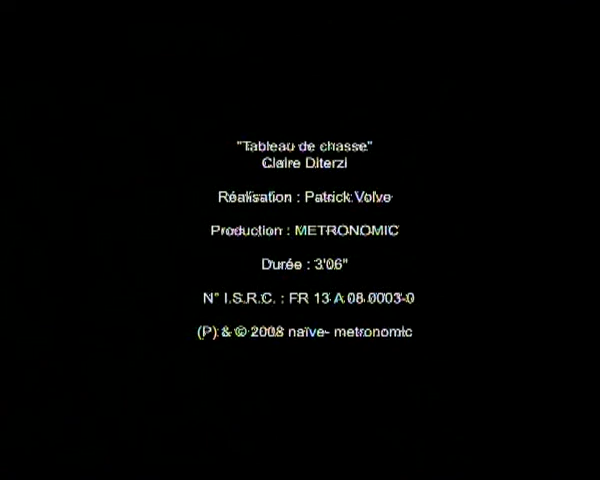 "Tableau de chasse"
Claire Diterzi
Réalisation : Patrick Volve
Production : METRONOMIC
Durée : 3'06"
N° I.S.R.C. : FR 13 A 08 0003-0
(P) & © 2008 naïve- metronomic